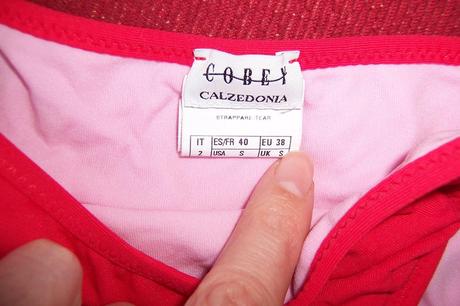 COBEY
CALZEDONIA
STRAPPARE-TEAR
IT ES/FR 40 EU 38
2 USA S UK S